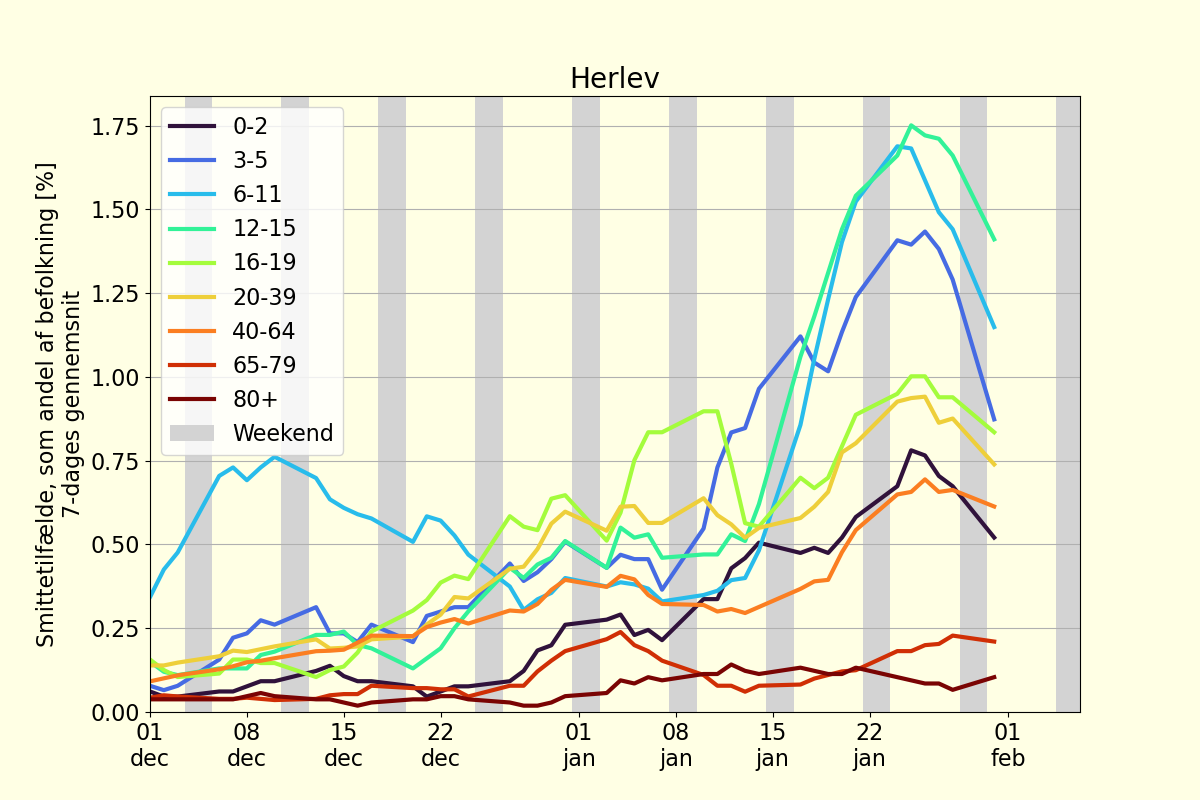 Herlev
Smittetilfælde, som andel af befolkning [%]
7-dages gennemsnit
1.75
1.50
1.25
1.00
0.75
0.50
0.25
0.00
0-2
3-5
6-11
12-15
16-19
20-39
40-64
65-79
80+
Weekend
01 08 15 22 01 08 15 22 01
dec dec dec dec jan jan jan jan feb